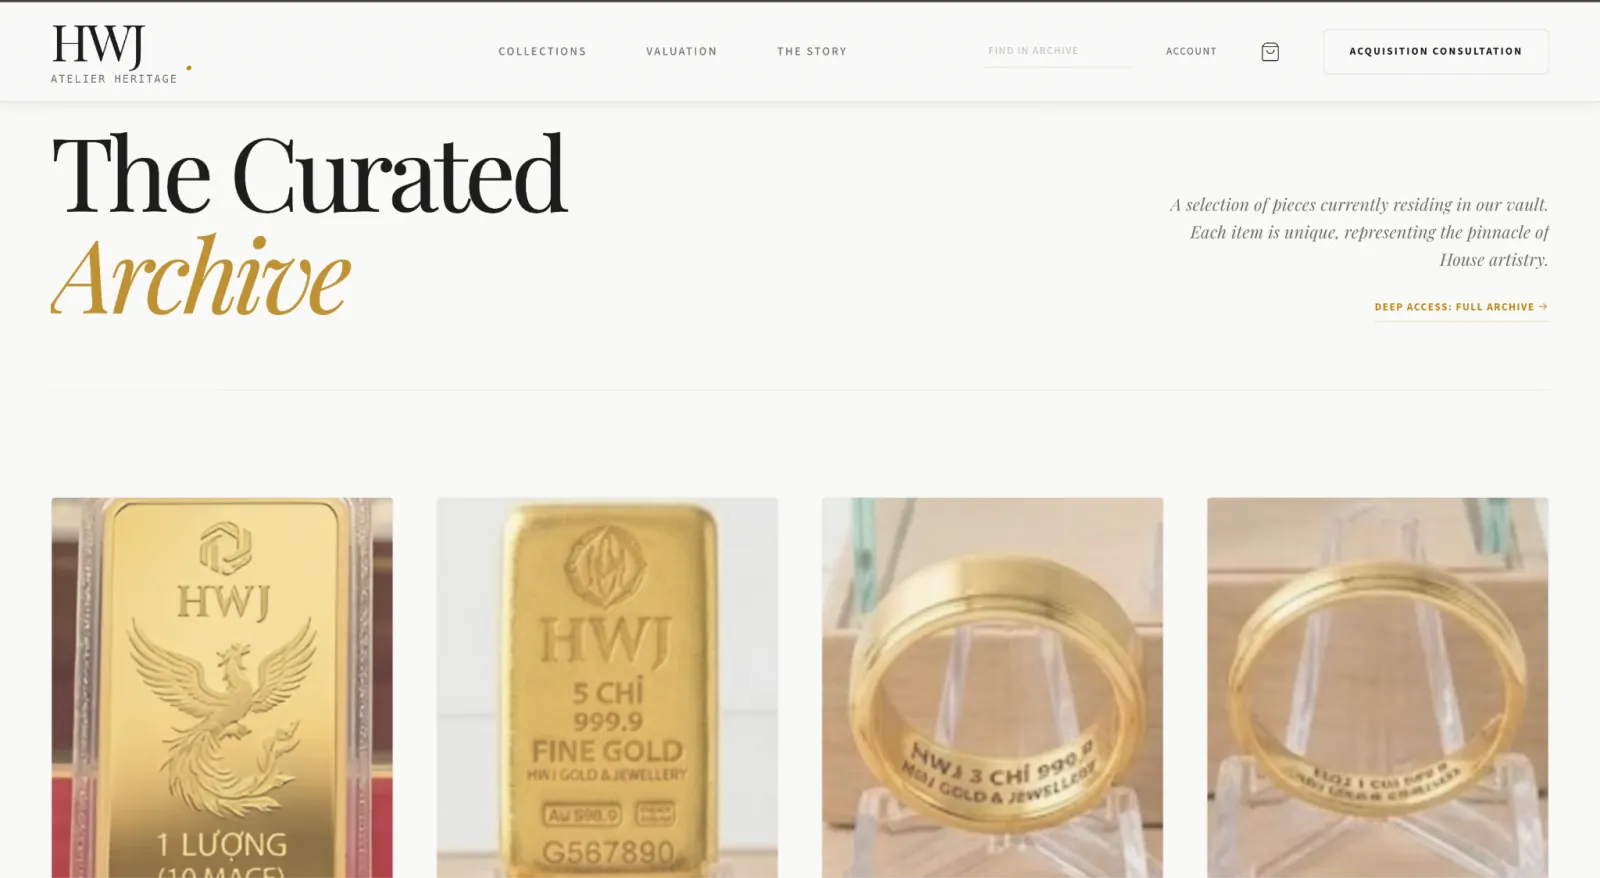 HWJ
ATELIER HERITAGE
COLLECTIONS
VALUATION
THE STORY
FIND IN ARCHIVE
ACCOUNT
ACQUISITION CONSULTATION
The Curated
Archive
A selection of pieces currently residing in our vault.
Each item is unique, representing the pinnacle of
House artistry.
DEEP ACCESS: FULL ARCHIVE →
HWJ
1 LƯỢNG
(10 MACE)
HWJ
5 CHỈ
999.9
FINE GOLD
HWJ GOLD & JEWELLERY
G567890
HWJ 3 CHỈ 999.9
HWJ GOLD & JEWELLERY